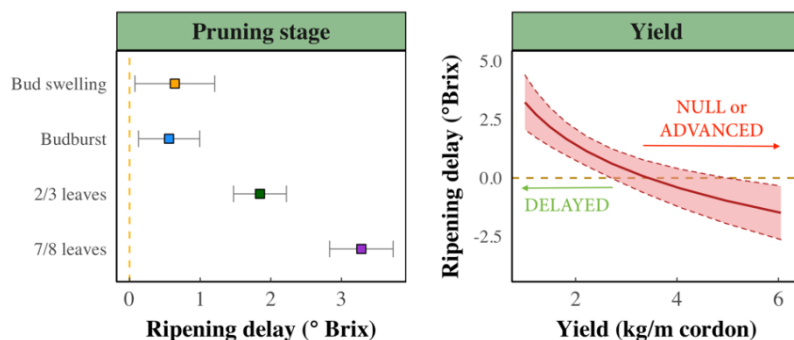 Pruning stage
Bud swelling
Budburst
2/3 leaves
7/8 leaves
0 1 2 3
Ripening delay (° Brix)
Yield
Ripening delay (°Brix)
5.0
2.5
0.0
-2.5
NULL or
ADVANCED
DELAYED
2 4 6
Yield (kg/m cordon)